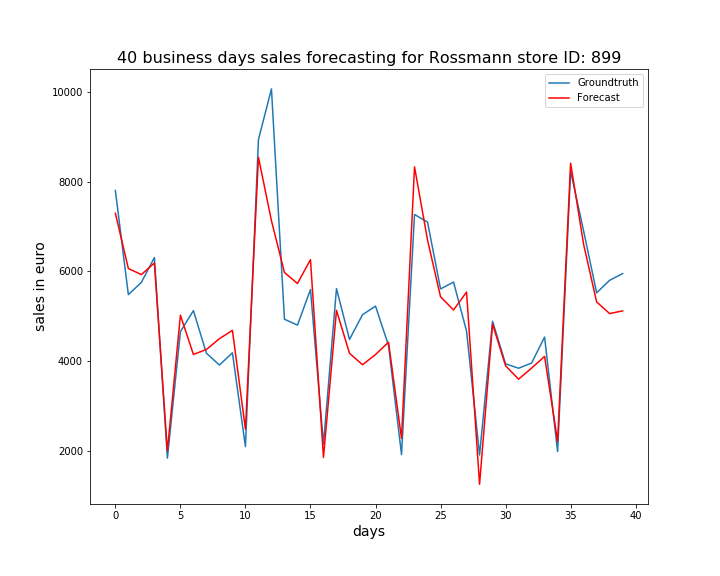 40 business days sales forecasting for Rossmann store ID: 899
Groundtruth
Forecast
10000
8000
6000
4000
2000
sales in euro
0 5 10 15 20 25 30 35 40
days